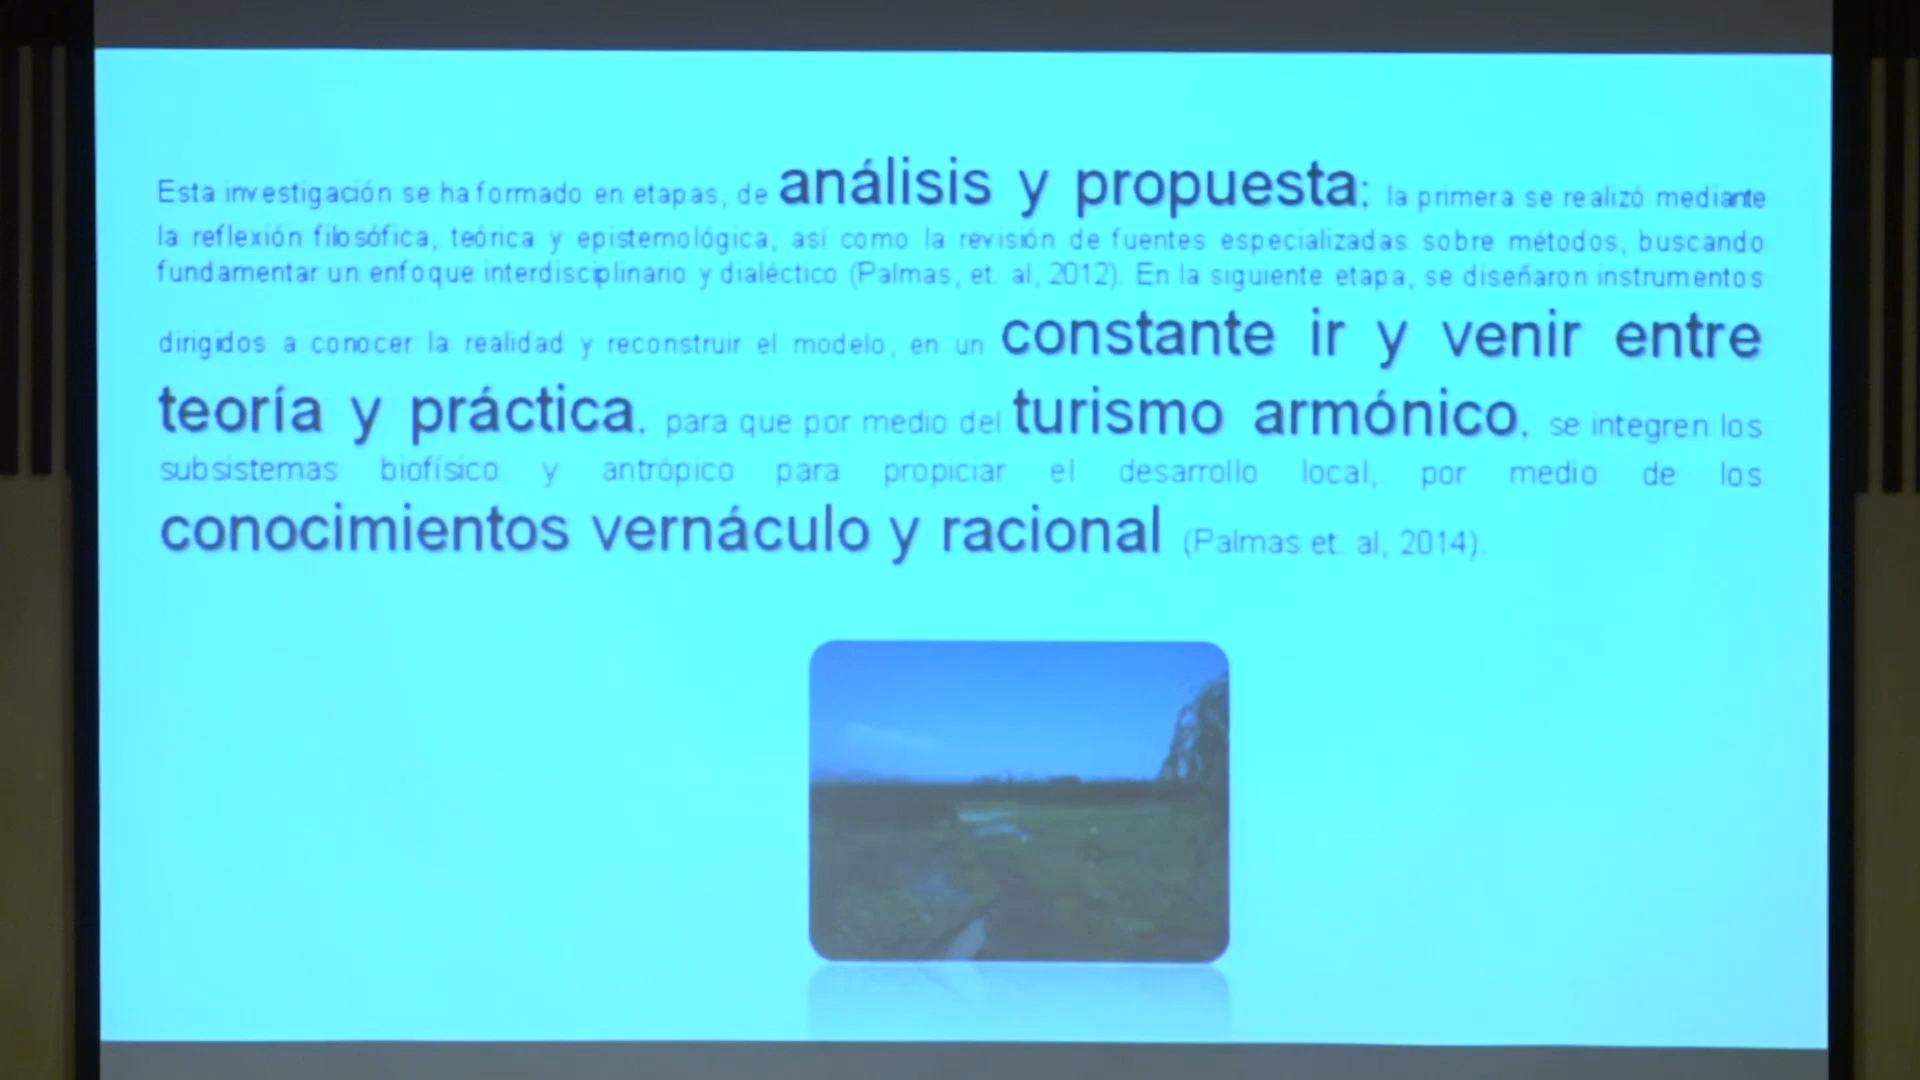 Esta investigación se ha formado en etapas, de análisis y propuesta; la primera se realizó mediante
la reflexión filosófica, teórica y epistemológica, así como la revisión de fuentes especializadas sobre métodos, buscando
fundamentar un enfoque interdisciplinario y dialéctico (Palmas, et. al, 2012). En la siguiente etapa, se diseñaron instrumentos
dirigidos a conocer la realidad y reconstruir el modelo, en un constante ir y venir entre
teoría y práctica, para que por medio del turismo armónico, se integren los
subsistemas biofísico y antrópico para propiciar el desarrollo local, por medio de los
conocimientos vernáculo y racional (Palmas et. al, 2014).